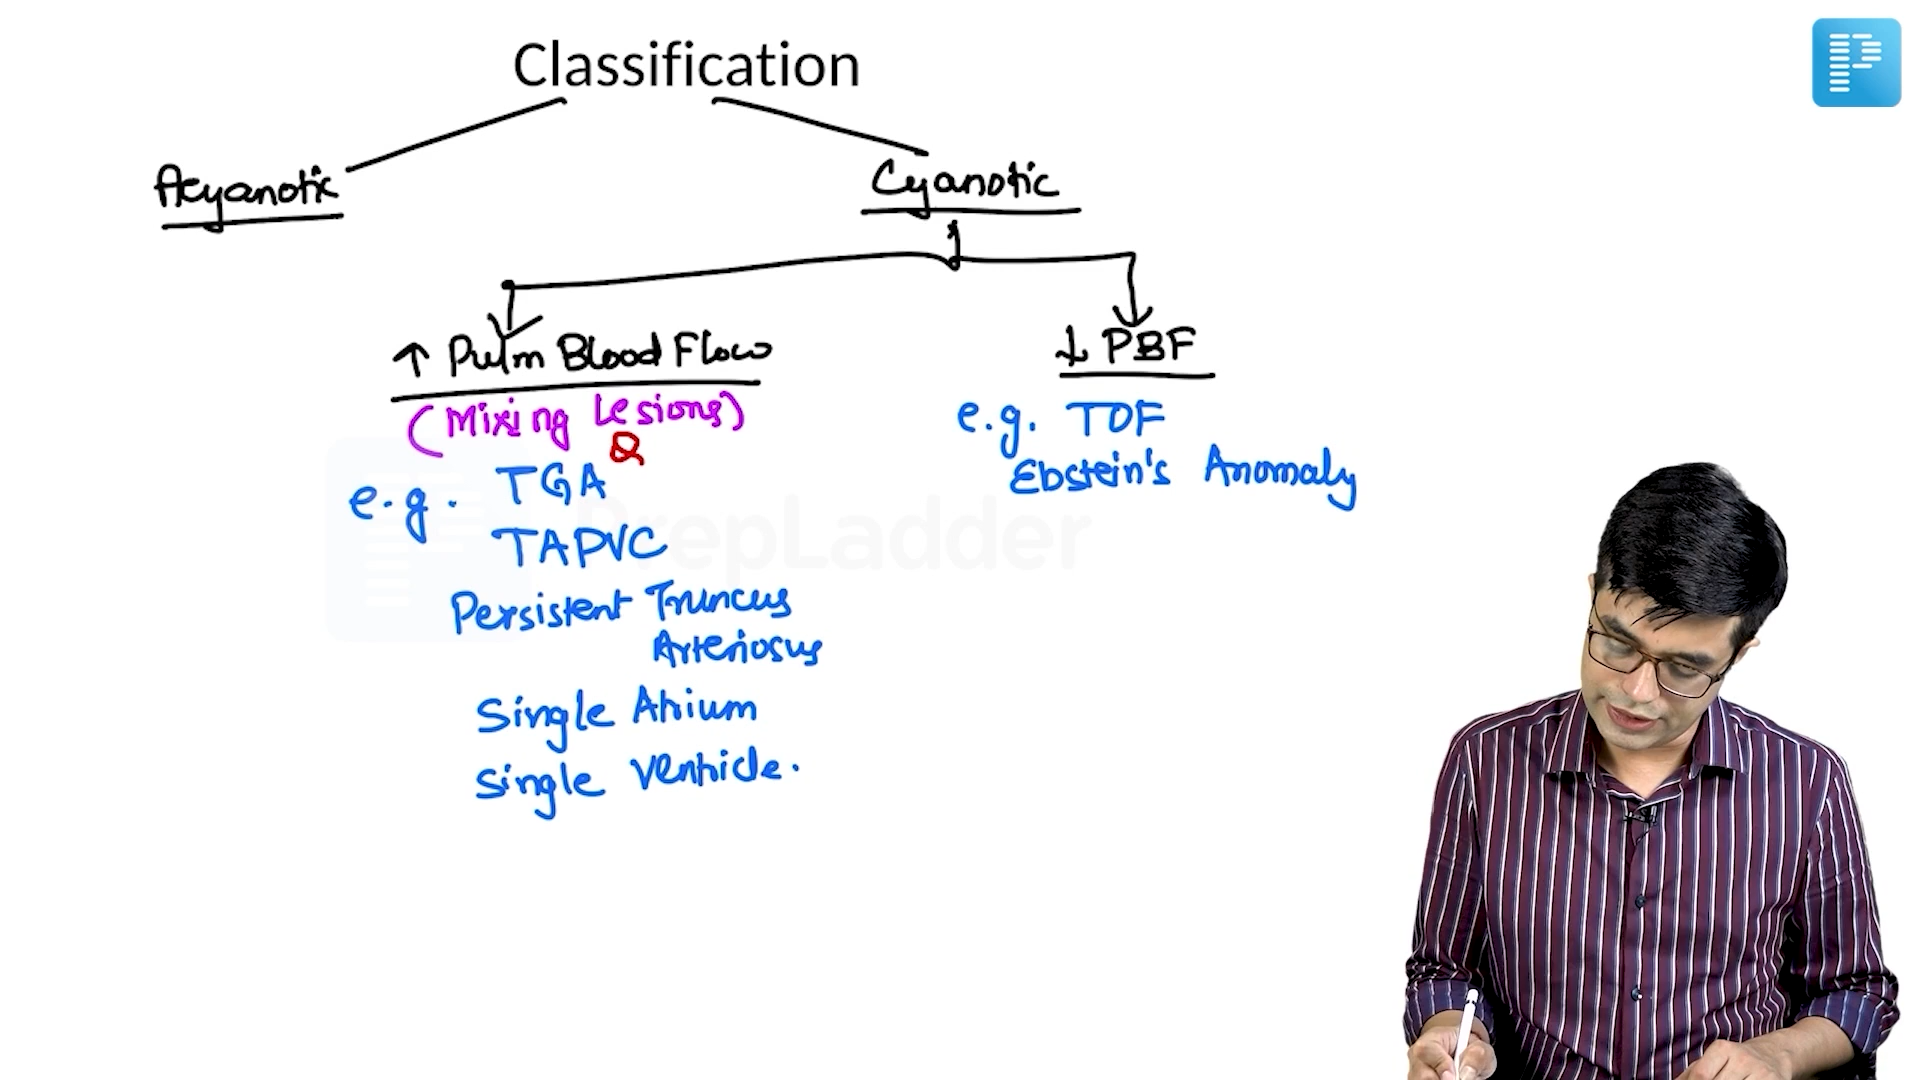 Classification
Acyanotic
Cyanotic
↑ Pulm Blood Flow
(Mixing Lesions)
Q
e.g. TGA
TAPVC
Persistent Truncus
Arteriosus
Single Atrium
Single Ventricle.
↓ PBF
e.g. TOF
Ebstein's Anomaly
PrepLadder